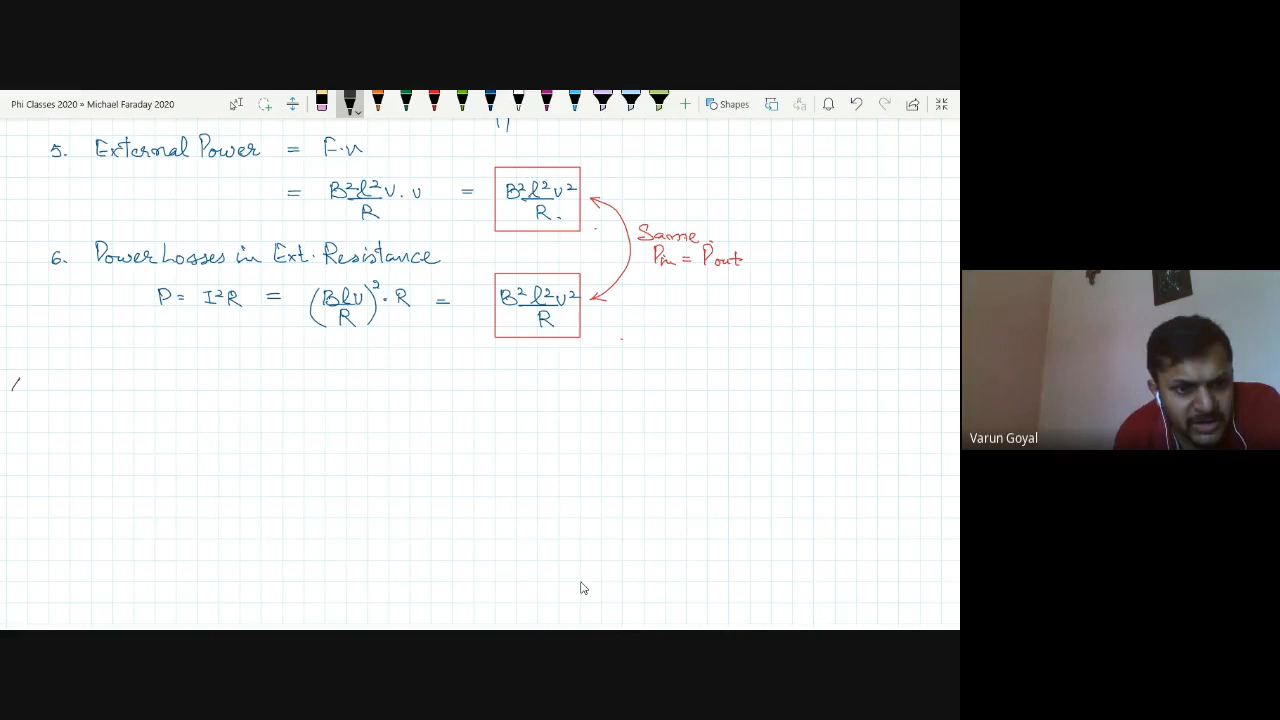 Phi Classes 2020 » Michael Faraday 2020
Shapes
5. External Power = F.v
= B²l²v . v / R = B²l²v² / R.
6. Power Losses in Ext. Resistance
P = I²R = (Blv/R)² . R = B²l²v² / R
Same.
Pin = Pout
Varun Goyal